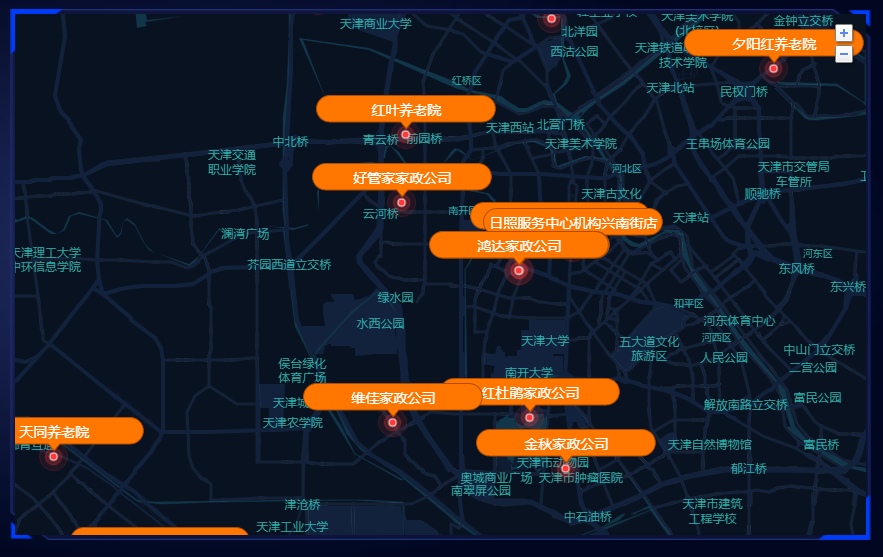 天津商业大学
北洋园
西沽公园
天津美术学院
(北校区)
金钟立交桥
+
夕阳红养老院
−
天津铁道
技术学院
红桥区
天津北站
民权门桥
红叶养老院
中北桥
青云桥
前园桥
天津西站
北营门桥
天津美术学院
王串场体育公园
天津交通
职业学院
好管家家政公司
河北区
天津市交管局
车管所
天津古文化
顺驰桥
云河桥
南开区
日照服务中心机构兴南街店
天津站
澜湾广场
鸿达家政公司
天津理工大学
中环信息学院
芥园西道立交桥
河东区
东风桥
东兴桥
绿水园
和平区
水西公园
河东体育中心
天津大学
五大道文化
旅游区
河西区
中山门立交桥
人民公园
侯台绿化
体育广场
南开大学
二宫公园
维佳家政公司
红杜鹃家政公司
富民公园
天津城
解放南路立交桥
天津农学院
天同养老院
金秋家政公司
天津自然博物馆
富民桥
天津市动物园
郁江桥
奥城商业广场
天津市肿瘤医院
南翠屏公园
津沧桥
天津市建筑
工程学校
中石油桥
天津工业大学